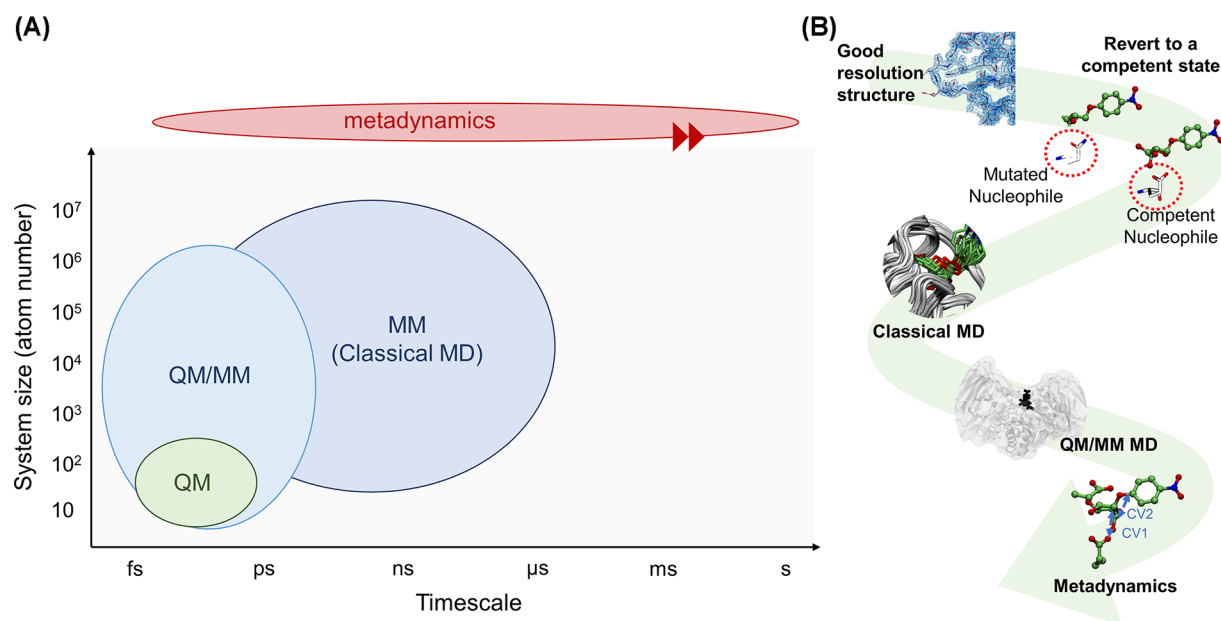 (A)
metadynamics
System size (atom number)
10⁷
10⁶
10⁵
10⁴
10³
10²
10
MM
(Classical MD)
QM/MM
QM
fs
ps
ns
µs
ms
s
Timescale
(B)
Good
resolution
structure
Revert to a
competent state
Mutated
Nucleophile
Competent
Nucleophile
Classical MD
QM/MM MD
CV2
CV1
Metadynamics